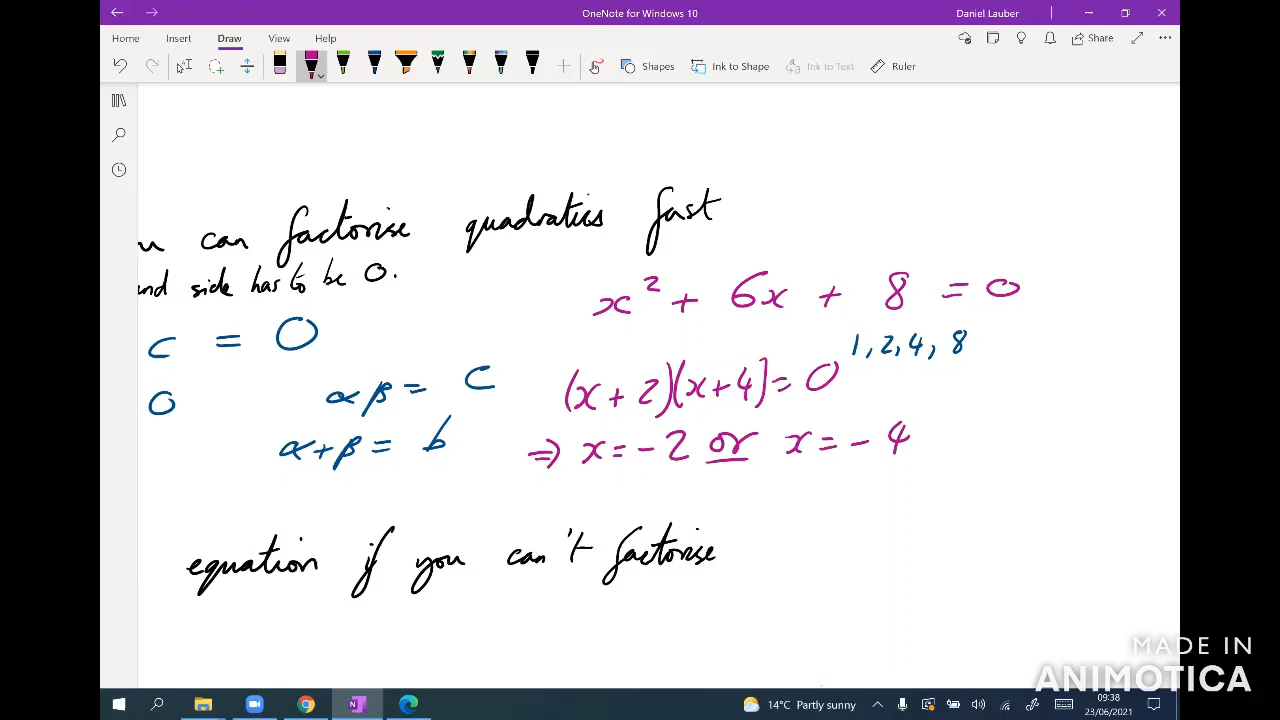 OneNote for Windows 10
Daniel Lauber
Home Insert Draw View Help
Share
Shapes Ink to Shape Ink to Text Ruler
u can factorise quadratics fast
and side has to be 0.
x² + 6x + 8 = 0
c = 0
1, 2, 4, 8
0
αβ = c
(x + 2)(x + 4) = 0
α + β = b
⇒ x = - 2 or x = - 4
equation if you can't factorise
MADE IN
ANIMOTICA
14°C Partly sunny
09:38
23/06/2021